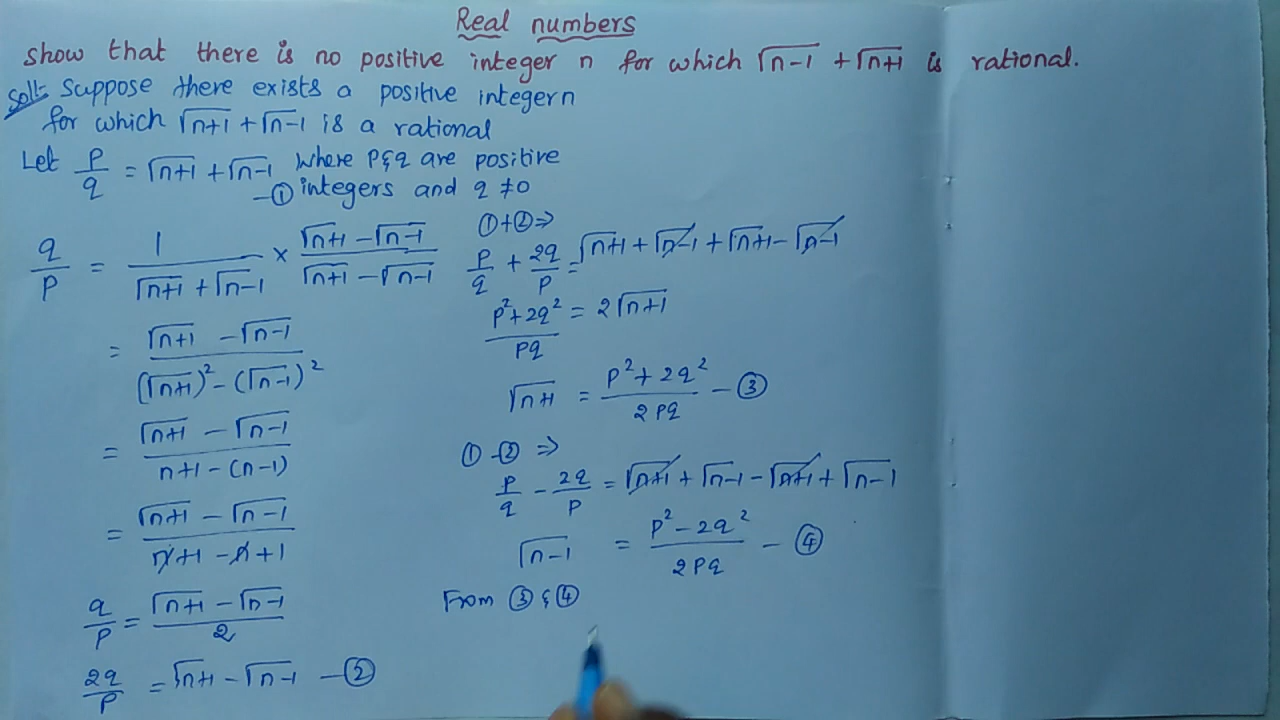 Real numbers
show that there is no positive integer n for which √n-1 + √n+1 is rational.
Sol:- Suppose there exists a positive integer n
for which √n+1 + √n-1 is a rational
Let p/q = √n+1 + √n-1 where p & q are positive
—① integers and q ≠ 0
q/p = 1/(√n+1 + √n-1) × (√n+1 - √n-1)/(√n+1 - √n-1)
= (√n+1 - √n-1)/((√n+1)² - (√n-1)²)
= (√n+1 - √n-1)/(n+1 - (n-1))
= (√n+1 - √n-1)/(n+1 - n+1)
q/p = (√n+1 - √n-1)/2
2q/p = √n+1 - √n-1 —②
①+② ⇒
p/q + 2q/p = √n+1 + √n-1 + √n+1 - √n-1
(p²+2q²)/pq = 2√n+1
√n+1 = (p²+2q²)/2pq —③
① -② ⇒
p/q - 2q/p = √n+1 + √n-1 - √n+1 + √n-1
√n-1 = (p²-2q²)/2pq —④
From ③ & ④